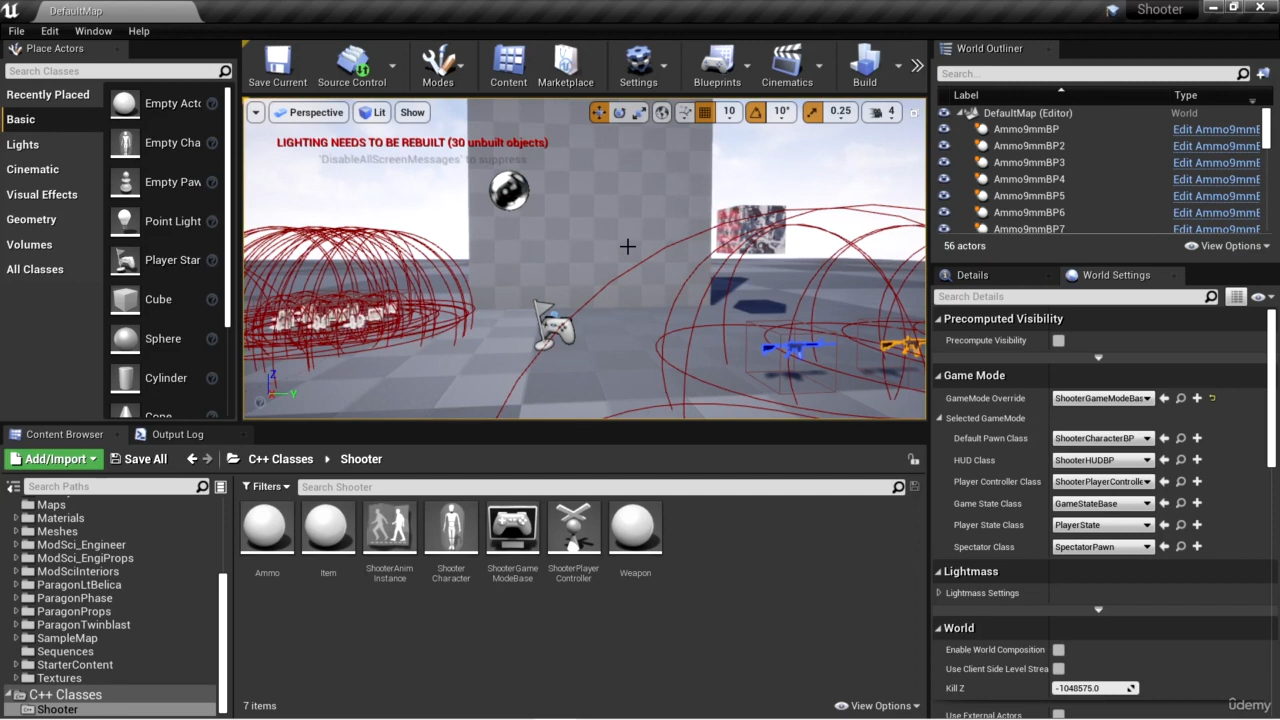 DefaultMap
Shooter
File Edit Window Help
Place Actors
Search Classes
Recently Placed
Basic
Lights
Cinematic
Visual Effects
Geometry
Volumes
All Classes
Empty Acto
Empty Cha
Empty Paw
Point Light
Player Star
Cube
Sphere
Cylinder
Cone
Save Current
Source Control
Modes
Content
Marketplace
Settings
Blueprints
Cinematics
Build
Perspective Lit Show
10 10° 0.25 4
LIGHTING NEEDS TO BE REBUILT (30 unbuilt objects)
'DisableAllScreenMessages' to suppress
Z
Y
World Outliner
Search...
Label Type
DefaultMap (Editor) World
Ammo9mmBP Edit Ammo9mmE
Ammo9mmBP2 Edit Ammo9mmE
Ammo9mmBP3 Edit Ammo9mmE
Ammo9mmBP4 Edit Ammo9mmE
Ammo9mmBP5 Edit Ammo9mmE
Ammo9mmBP6 Edit Ammo9mmE
Ammo9mmBP7 Edit Ammo9mmE
56 actors View Options
Details World Settings
Search Details
Precomputed Visibility
Precompute Visibility
Game Mode
GameMode Override ShooterGameModeBas
Selected GameMode
Default Pawn Class ShooterCharacterBP
HUD Class ShooterHUDBP
Player Controller Class ShooterPlayerControlle
Game State Class GameStateBase
Player State Class PlayerState
Spectator Class SpectatorPawn
Lightmass
Lightmass Settings
World
Enable World Composition
Use Client Side Level Strea
Kill Z -1048575.0
Use External Actors
Content Browser Output Log
Add/Import Save All C++ Classes Shooter
Search Paths
Filters Search Shooter
Maps
Materials
Meshes
ModSci_Engineer
ModSci_EngiProps
ModSciInteriors
ParagonLtBelica
ParagonPhase
ParagonProps
ParagonTwinblast
SampleMap
Sequences
StarterContent
Textures
C++ Classes
Shooter
Ammo
Item
ShooterAnim
Instance
Shooter
Character
ShooterGame
ModeBase
ShooterPlayer
Controller
Weapon
7 items View Options
ûdemy